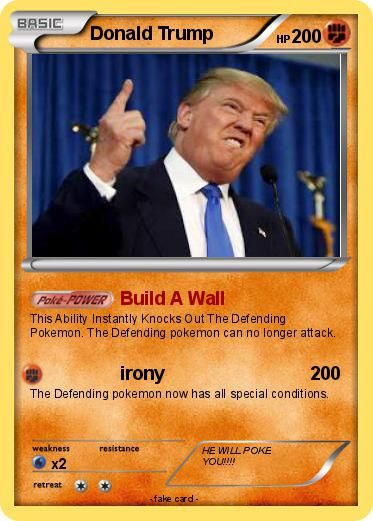 BASIC
Donald Trump
HP 200
Poké-POWER Build A Wall
This Ability Instantly Knocks Out The Defending
Pokemon. The Defending pokemon can no longer attack.
irony 200
The Defending pokemon now has all special conditions.
weakness resistance
x2
retreat
HE WILL POKE
YOU!!!!
- fake card -